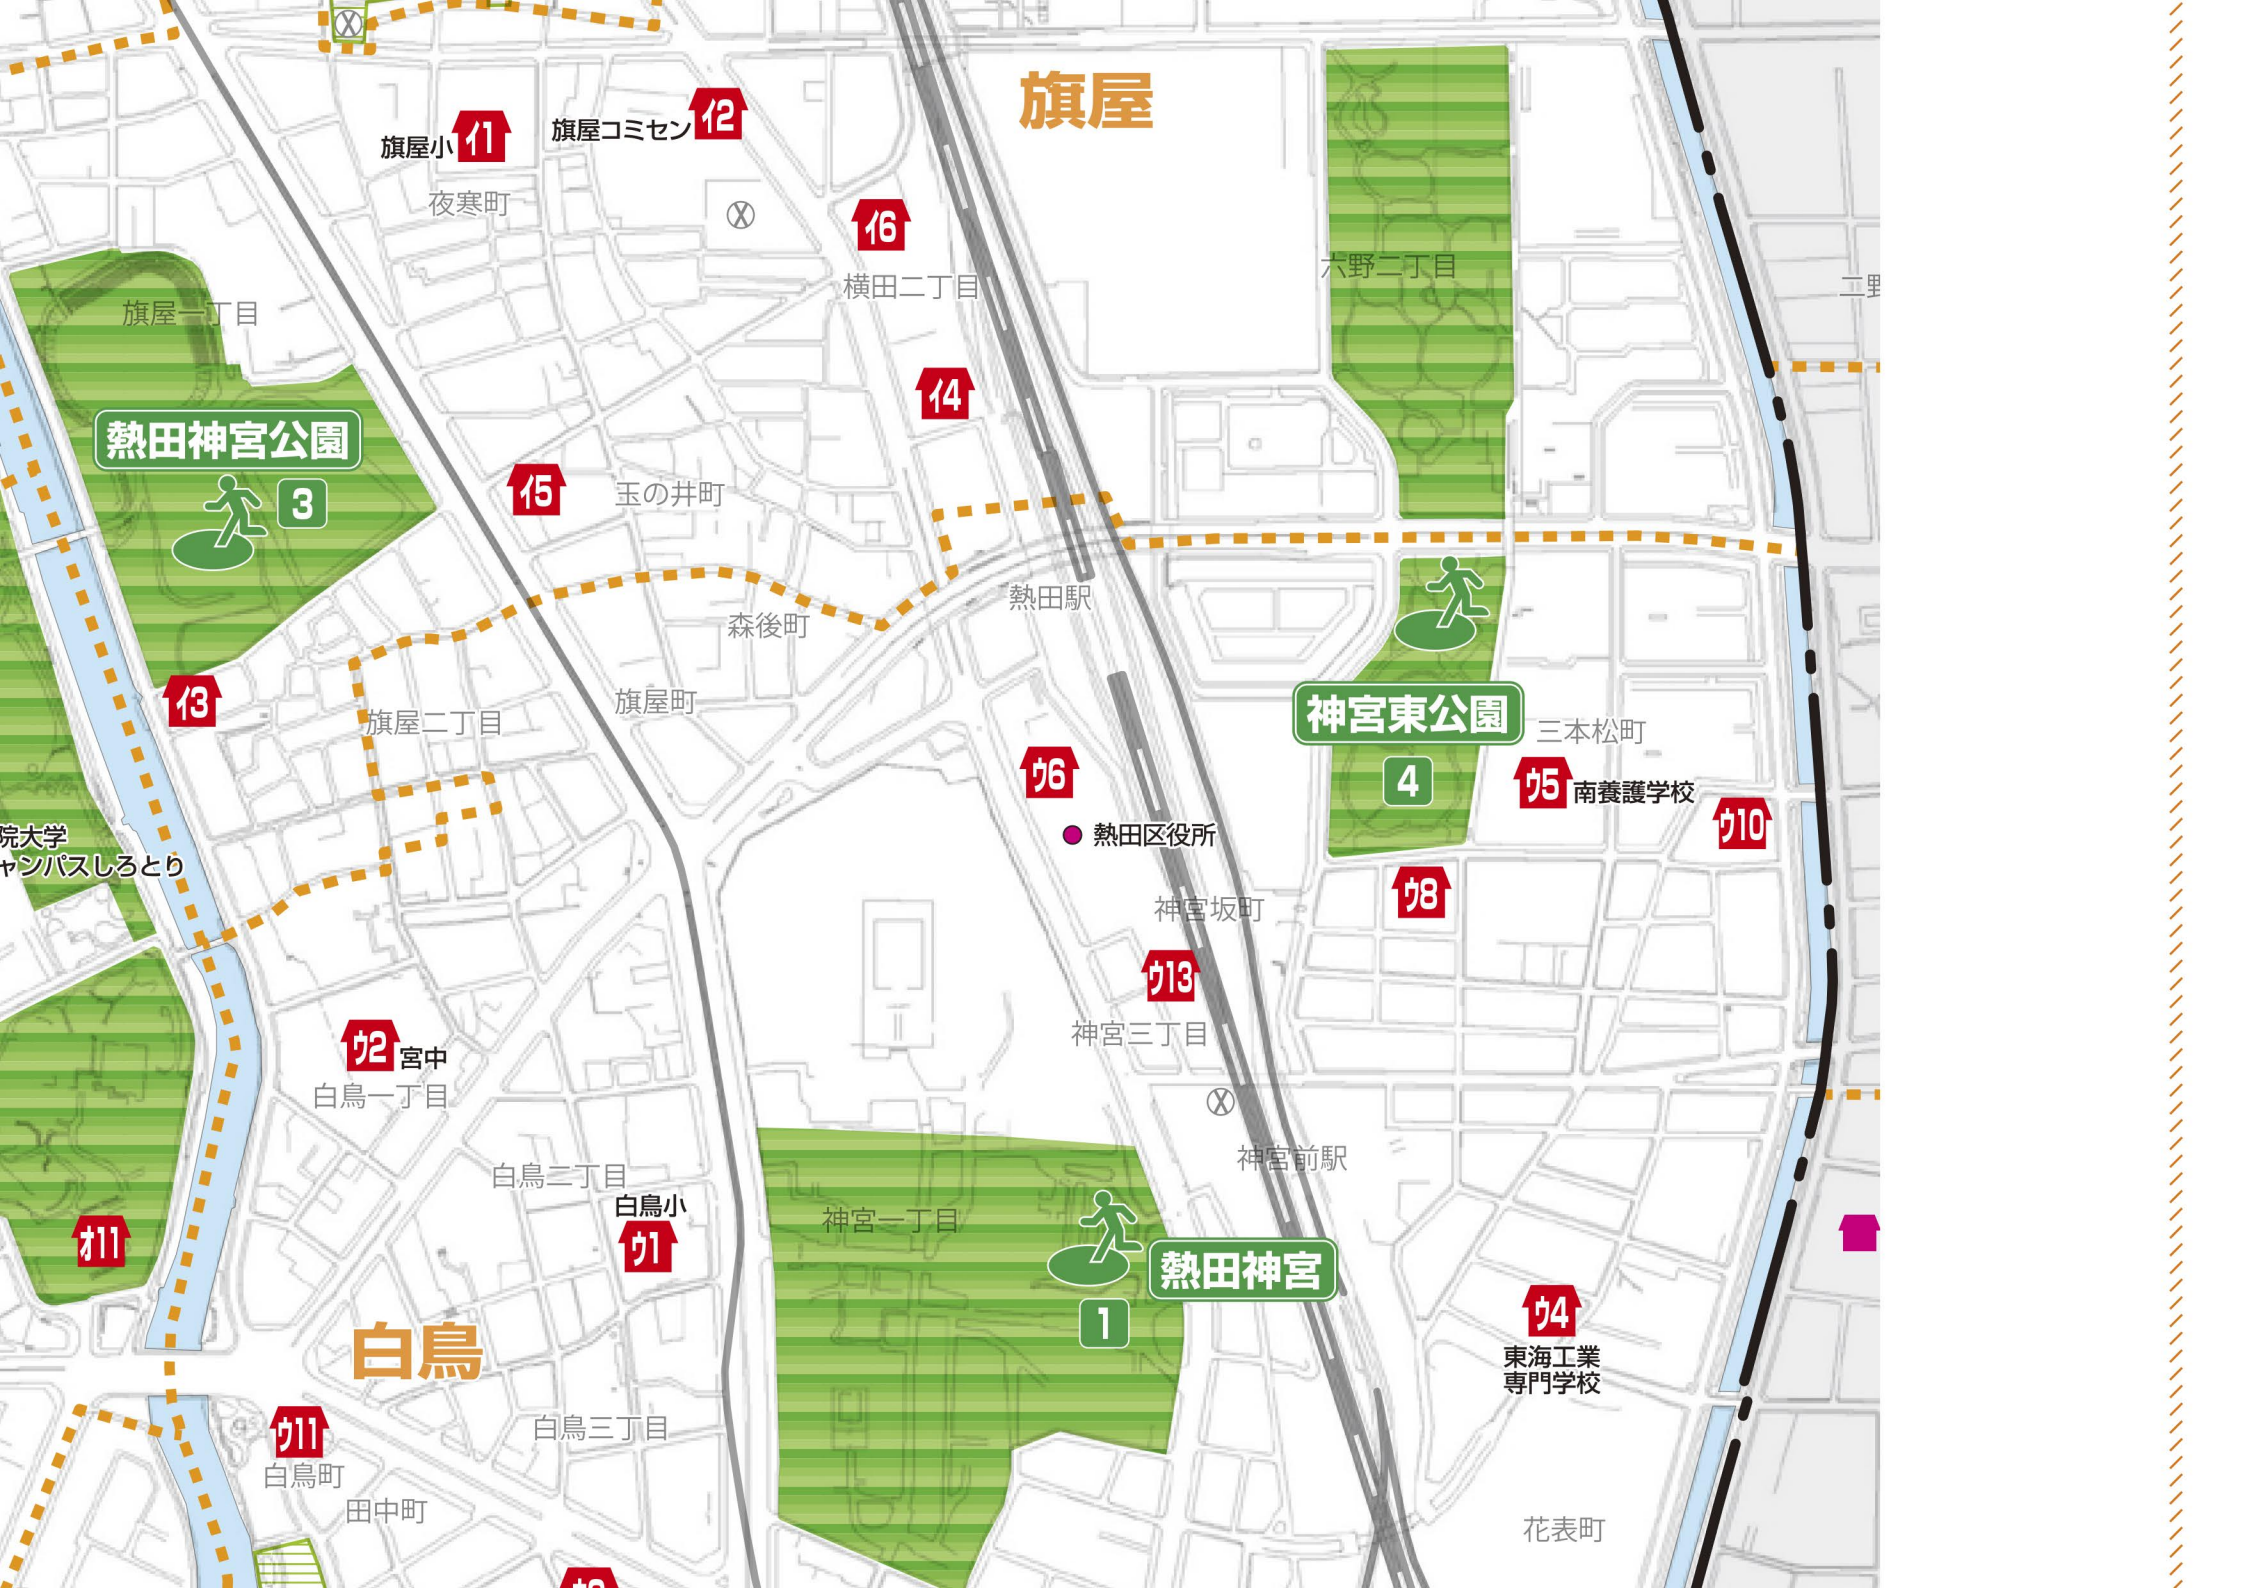 旗屋
イ2
旗屋コミセン
イ1
旗屋小
夜寒町
イ6
横田二丁目
六野二丁目
旗屋一丁目
イ4
熱田神宮公園
3
イ5
玉の井町
熱田駅
森後町
旗屋町
イ3
旗屋二丁目
神宮東公園
三本松町
4
ウ6
ウ5
南養護学校
ウ10
熱田区役所
院大学
ャンパスしろとり
ウ8
神宮坂町
ウ13
神宮三丁目
ウ2
宮中
白鳥一丁目
神宮前駅
白鳥二丁目
白鳥小
ウ1
神宮一丁目
オ11
熱田神宮
1
ウ4
東海工業
専門学校
白鳥
ウ11
白鳥三丁目
白鳥町
田中町
花表町